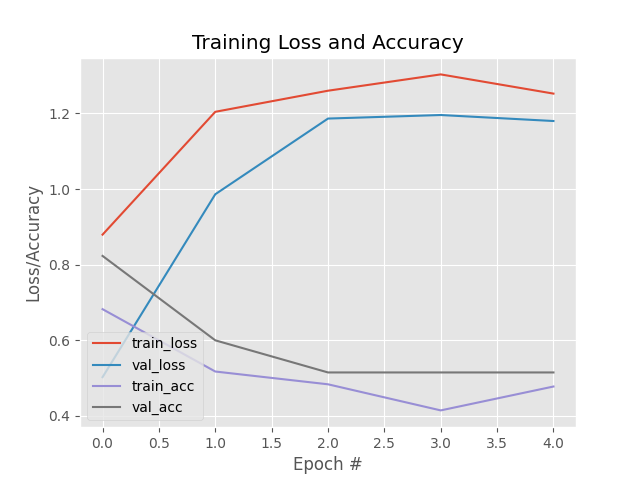 Training Loss and Accuracy
Loss/Accuracy
1.2
1.0
0.8
0.6
0.4
train_loss
val_loss
train_acc
val_acc
0.0 0.5 1.0 1.5 2.0 2.5 3.0 3.5 4.0
Epoch #